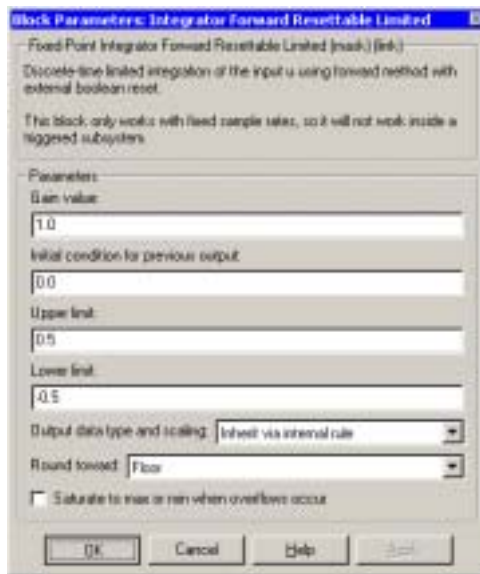 Block Parameters: Integrator Forward Resettable Limited
Fixed-Point Integrator Forward Resettable Limited (mask) (link)
Discrete-time limited integration of the input u using forward method with
external boolean reset.
This block only works with fixed sample rates, so it will not work inside a
triggered subsystem.
Parameters
Gain value:
1.0
Initial condition for previous output:
0.0
Upper limit:
0.5
Lower limit:
-0.5
Output data type and scaling: Inherit via internal rule
Round toward: Floor
Saturate to max or min when overflows occur
OK Cancel Help Apply